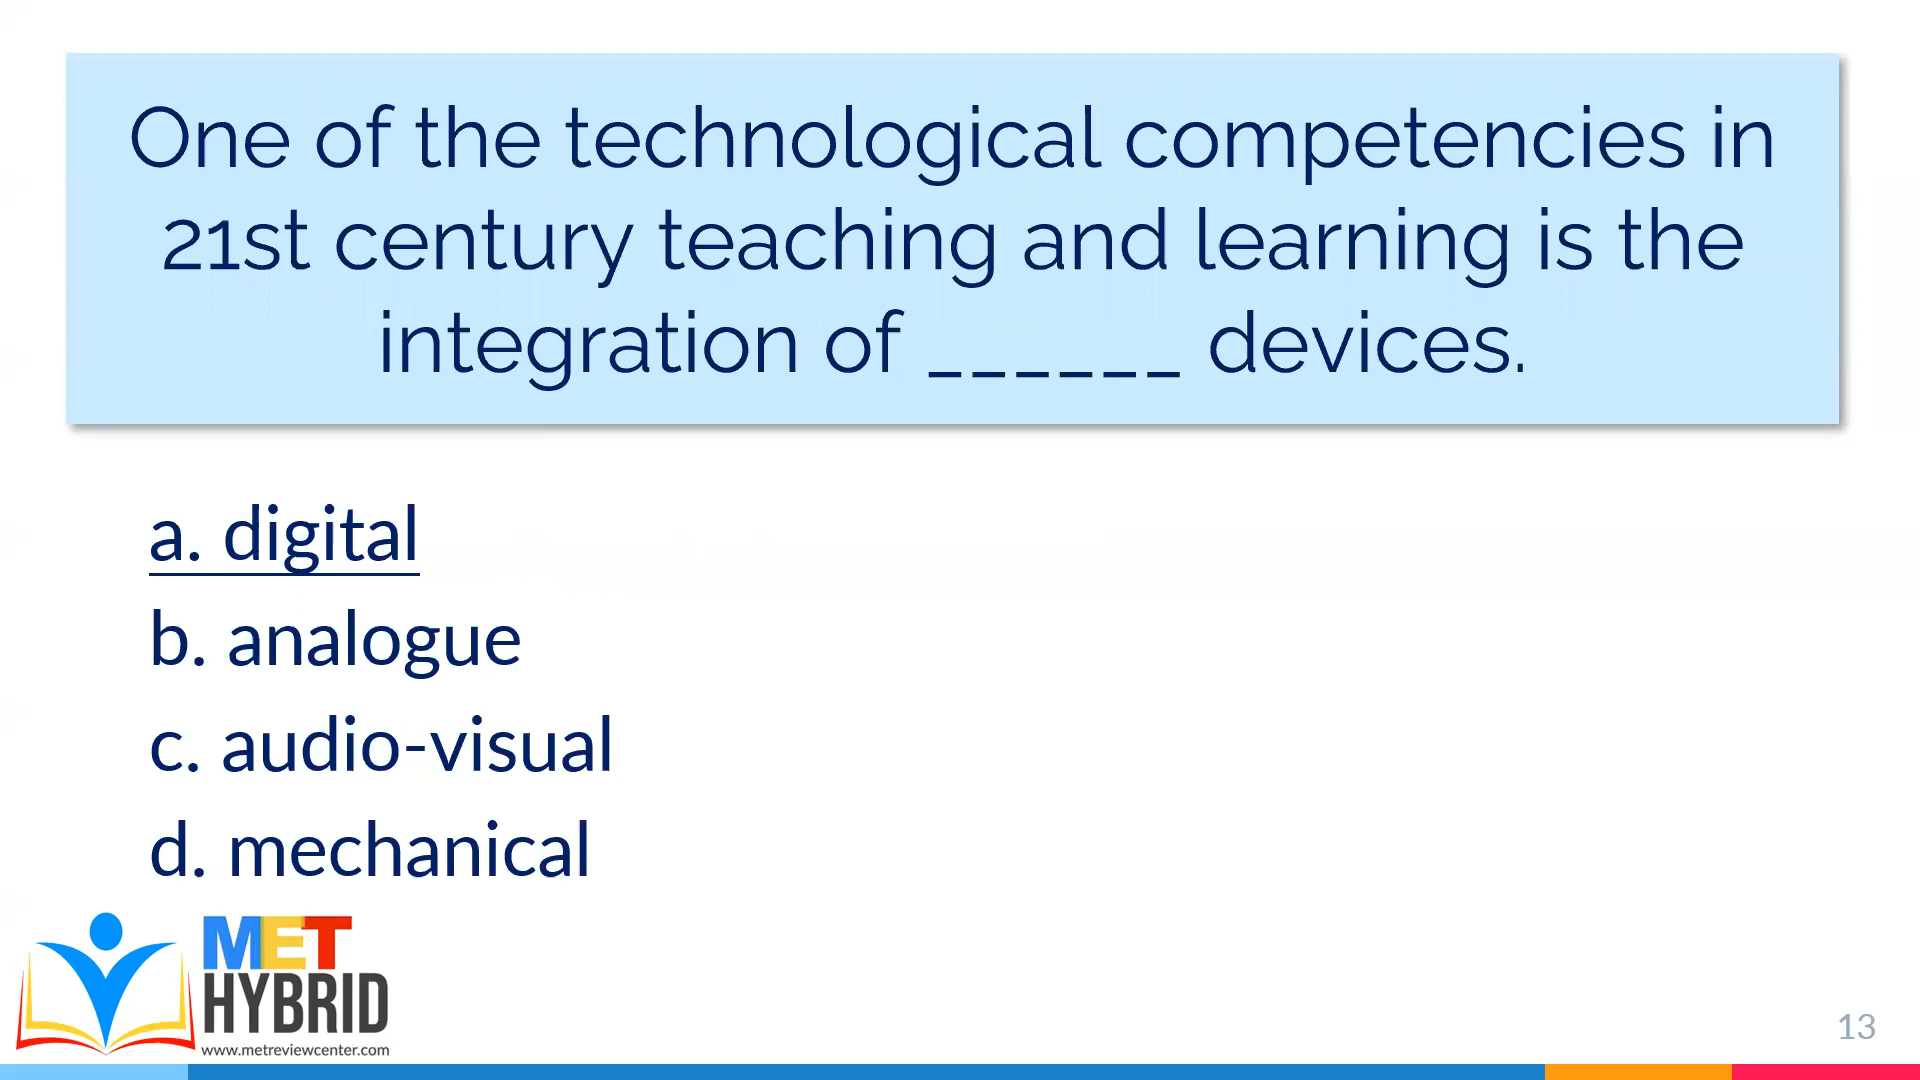 One of the technological competencies in
21st century teaching and learning is the
integration of ______ devices.
a. digital
b. analogue
c. audio-visual
d. mechanical
MET
HYBRID
www.metreviewcenter.com
13